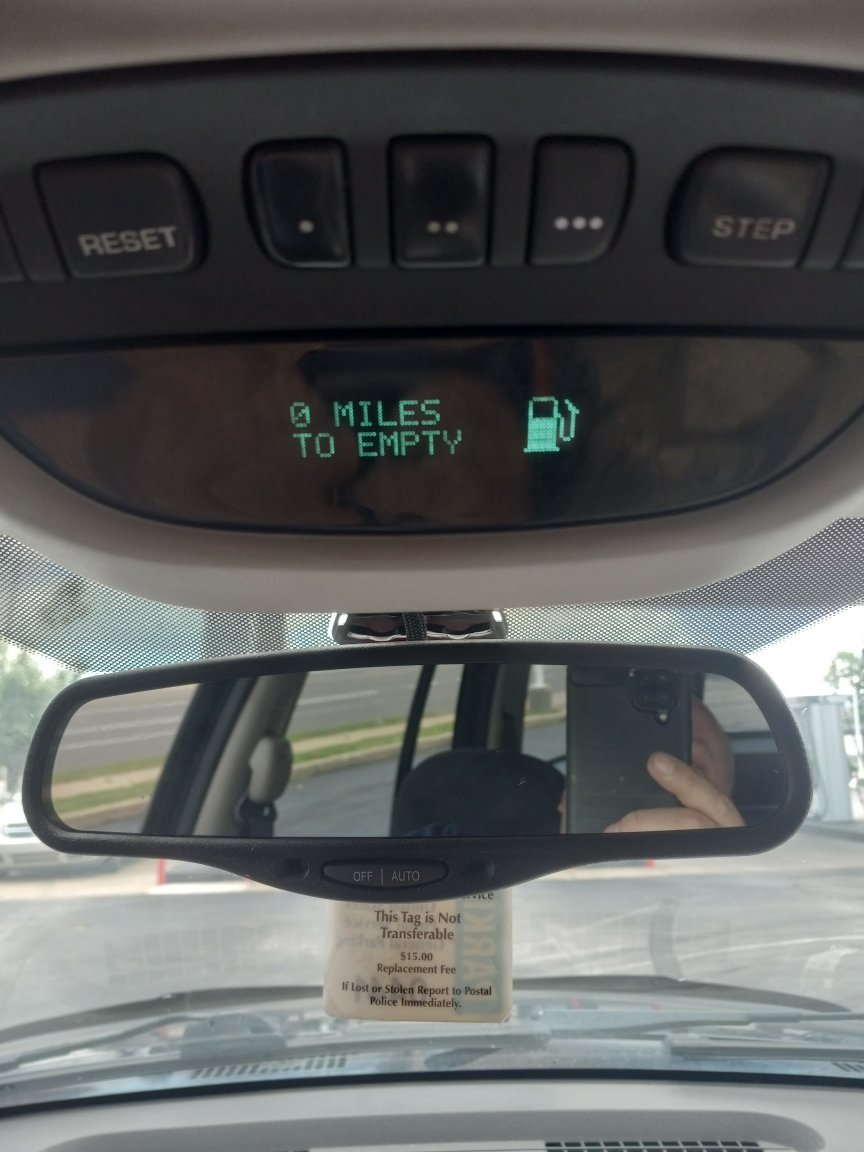 RESET
STEP
0 MILES
TO EMPTY
OFF | AUTO
This Tag is Not
Transferable
$15.00
Replacement Fee
If Lost or Stolen Report to Postal
Police Immediately.